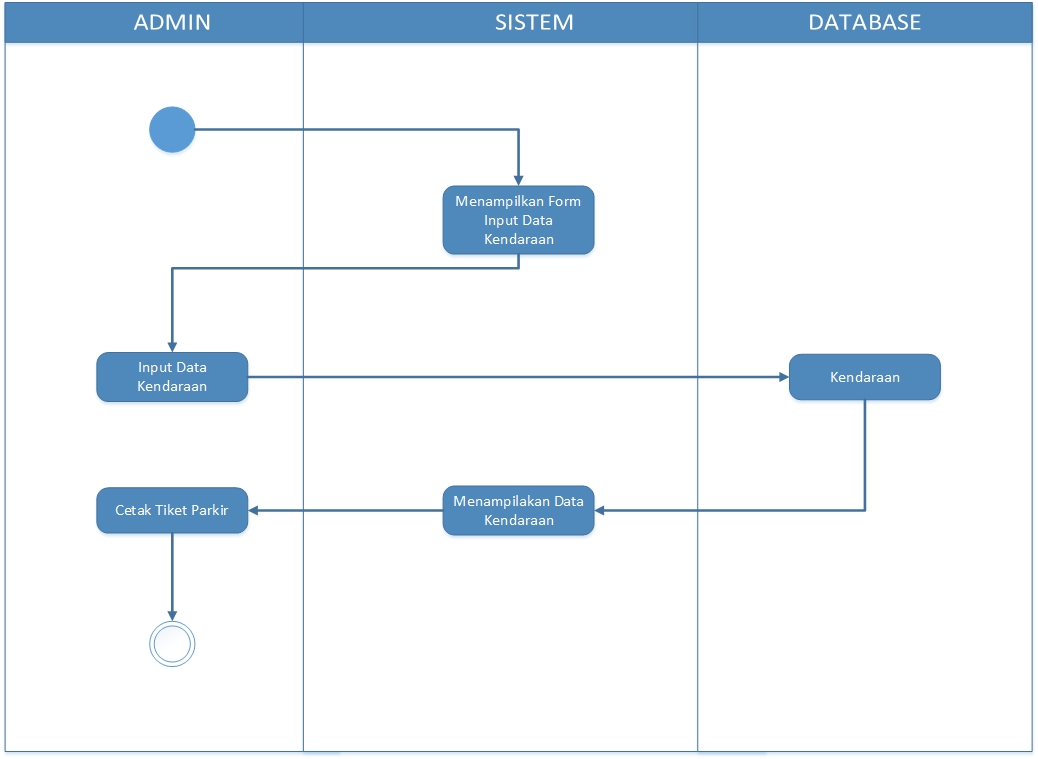 ADMIN
SISTEM
DATABASE
Menampilkan Form
Input Data
Kendaraan
Input Data
Kendaraan
Kendaraan
Menampilakan Data
Kendaraan
Cetak Tiket Parkir